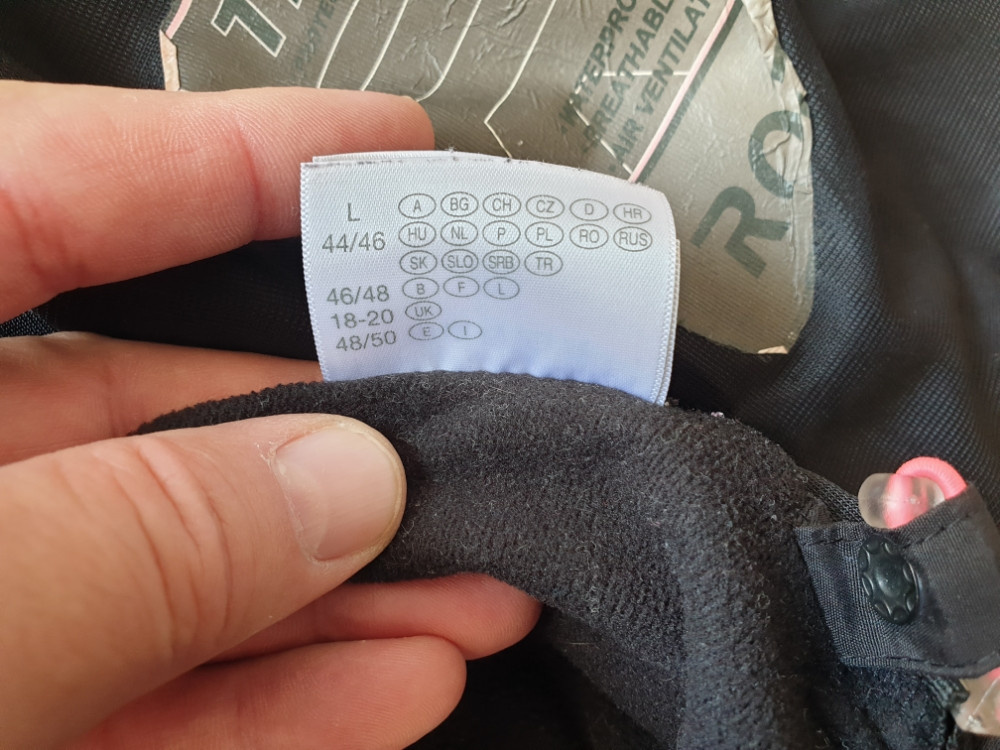 WATERPRO
BREATHABL
AIR VENTILAT
RO
L
A BG CH CZ D HR
44/46 HU NL P PL RO RUS
SK SLO SRB TR
46/48 B F L
18-20 UK
48/50 E I